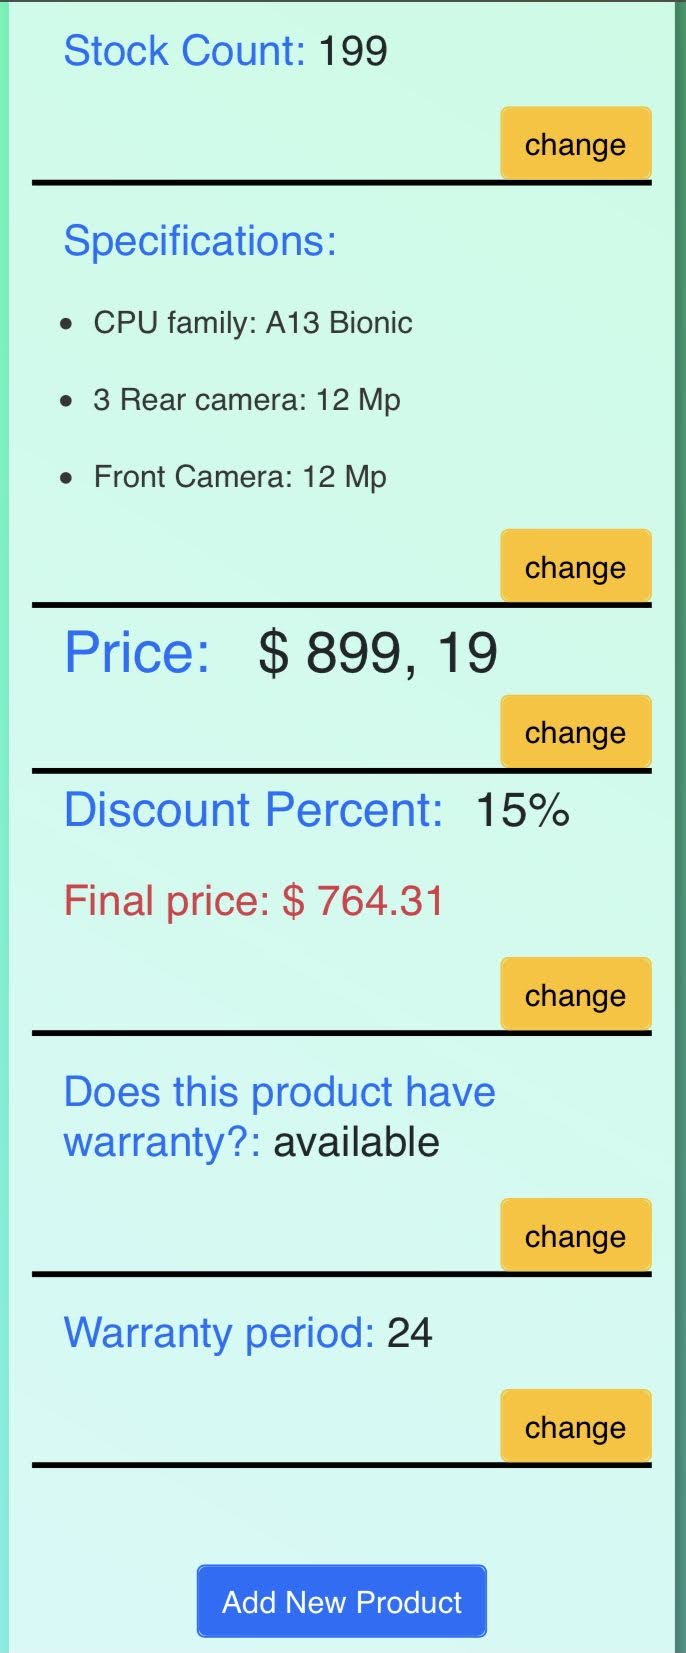 Stock Count: 199
change
Specifications:
CPU family: A13 Bionic
3 Rear camera: 12 Mp
Front Camera: 12 Mp
change
Price: $ 899, 19
change
Discount Percent: 15%
Final price: $ 764.31
change
Does this product have
warranty?: available
change
Warranty period: 24
change
Add New Product